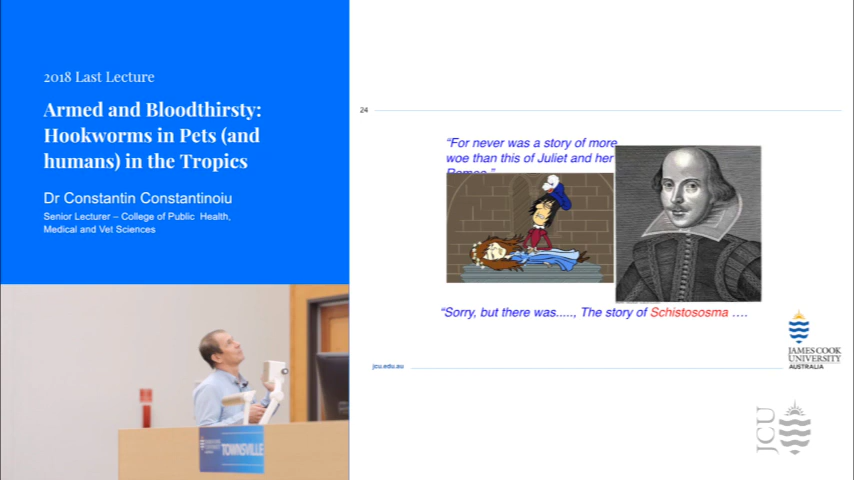 2018 Last Lecture
Armed and Bloodthirsty:
Hookworms in Pets (and
humans) in the Tropics
Dr Constantin Constantinoiu
Senior Lecturer – College of Public Health,
Medical and Vet Sciences
TOWNSVILLE
24
“For never was a story of more
woe than this of Juliet and her
Romeo.”
“Sorry, but there was....., The story of Schistososma ….
jcu.edu.au
JAMES COOK
UNIVERSITY
AUSTRALIA
JCU